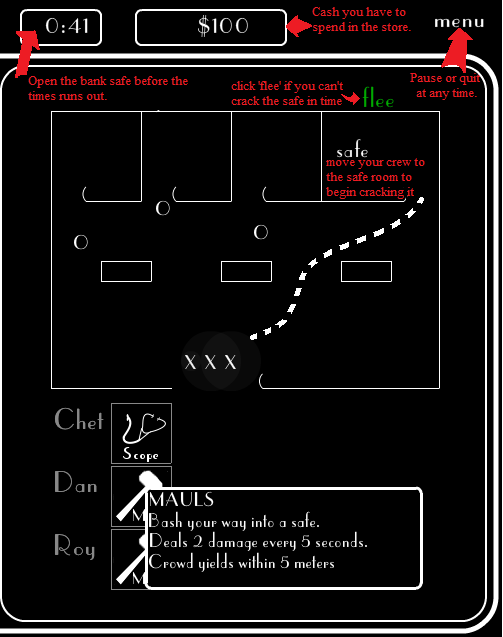 0:41
$100
Cash you have to
spend in the store.
menu
Open the bank safe before the
times runs out.
click 'flee' if you can't
crack the safe in time
flee
Pause or quit
at any time.
safe
move your crew to
the safe room to
begin cracking it
O
O
O
X X X
Chet
Scope
Dan
M
MAULS
Bash your way into a safe.
Deals 2 damage every 5 seconds.
Crowd yields within 5 meters
Roy
M